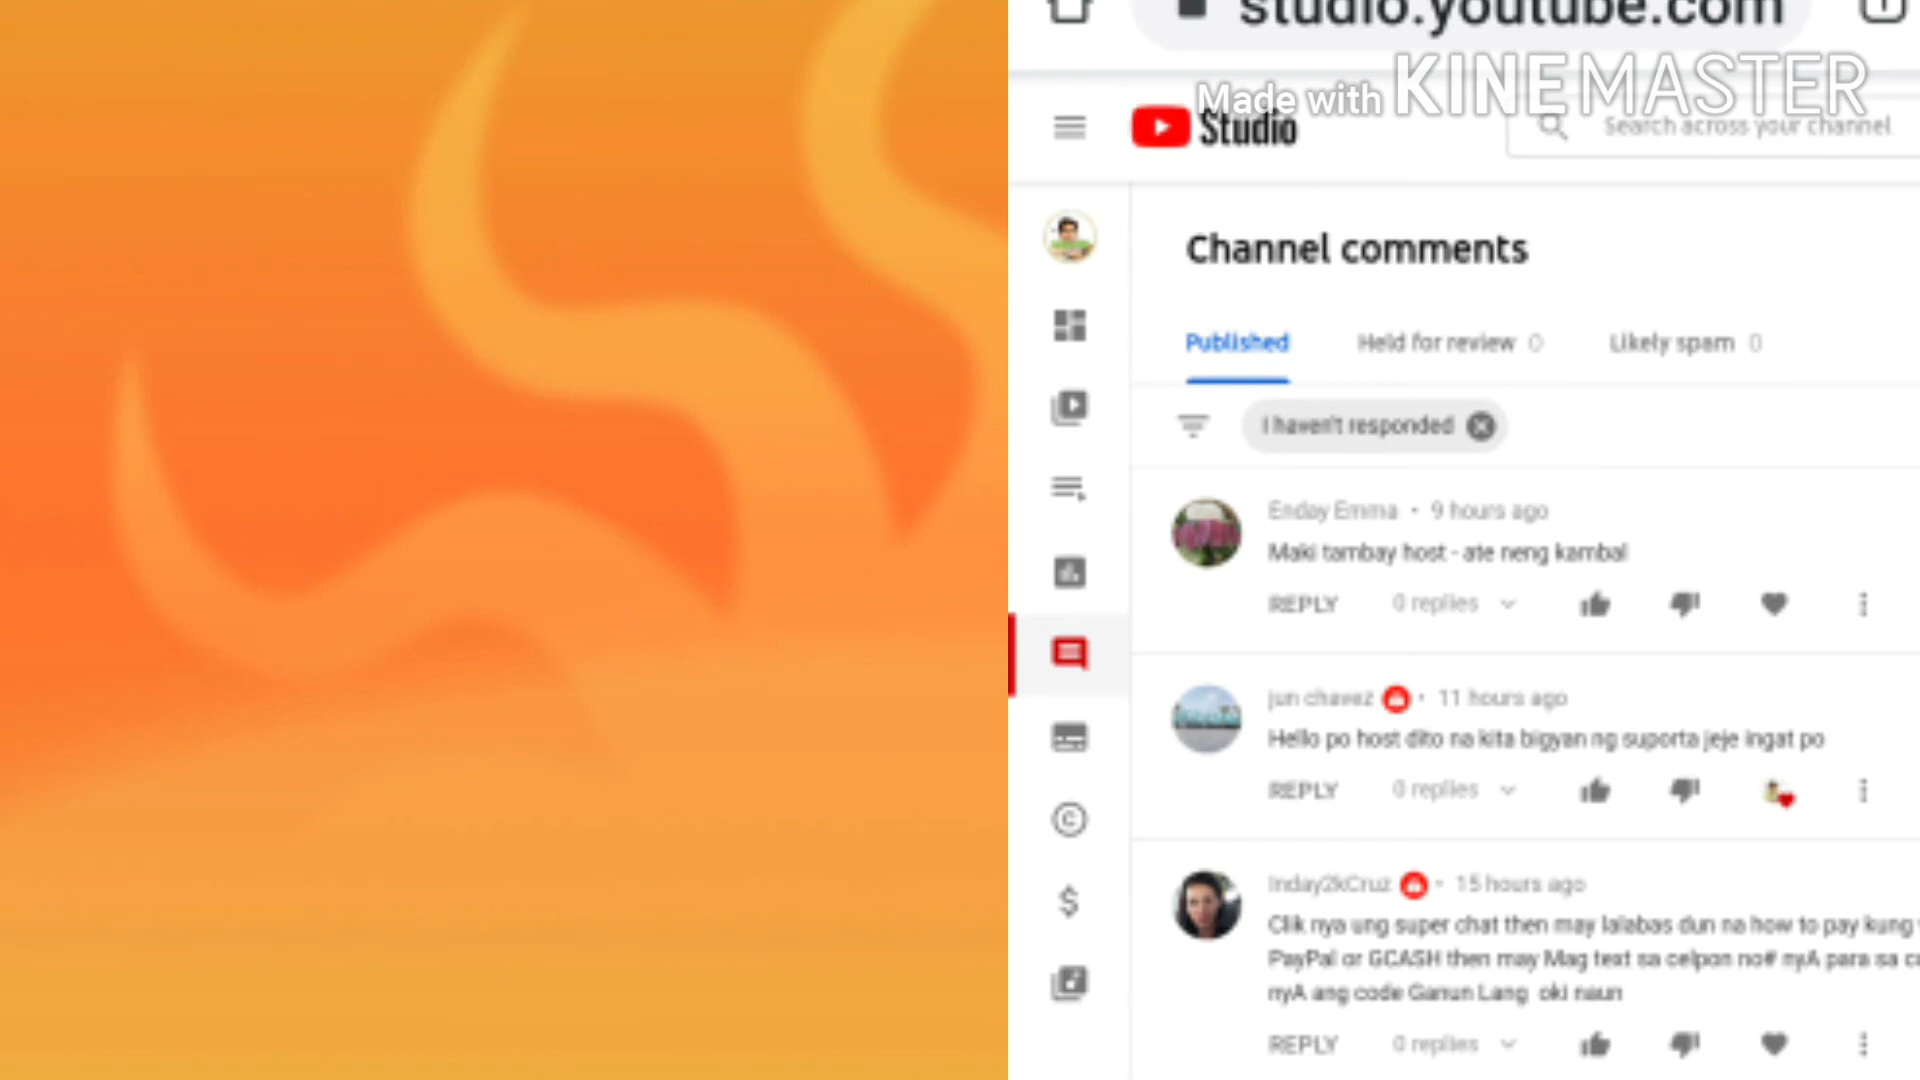 studio.youtube.com
Made with KINEMASTER
Studio
Search across your channel
Channel comments
Published
Held for review 0
Likely spam 0
I haven't responded
Enday Emma • 9 hours ago
Maki tambay host - ate neng kambal
REPLY 0 replies
jun chavez • 11 hours ago
Hello po host dito na kita bigyan ng suporta jeje ingat po
REPLY 0 replies
Inday2kCruz • 15 hours ago
Clik nya ung super chat then may lalabas dun na how to pay kung
PayPal or GCASH then may Mag text sa celpon no# nyA para sa
nyA ang code Ganun Lang oki naun
REPLY 0 replies